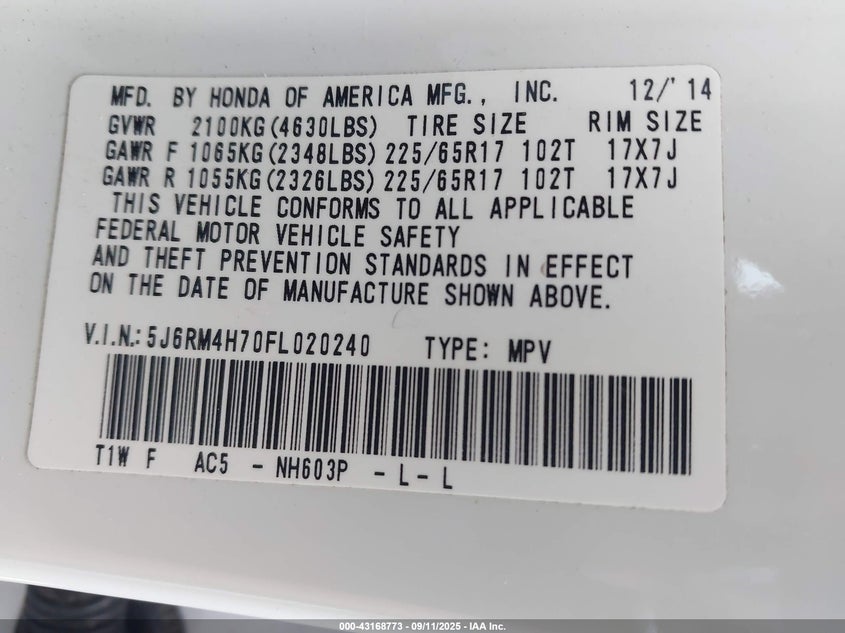 MFD. BY HONDA OF AMERICA MFG., INC. 12/'14
GVWR 2100KG(4630LBS) TIRE SIZE RIM SIZE
GAWR F 1065KG(2348LBS) 225/65R17 102T 17X7J
GAWR R 1055KG(2326LBS) 225/65R17 102T 17X7J
THIS VEHICLE CONFORMS TO ALL APPLICABLE
FEDERAL MOTOR VEHICLE SAFETY
AND THEFT PREVENTION STANDARDS IN EFFECT
ON THE DATE OF MANUFACTURE SHOWN ABOVE.
V.I.N.: 5J6RM4H70FL020240 TYPE: MPV
T1W F AC5 - NH603P - L - L
000-43168773 - 09/11/2025 - IAA Inc.